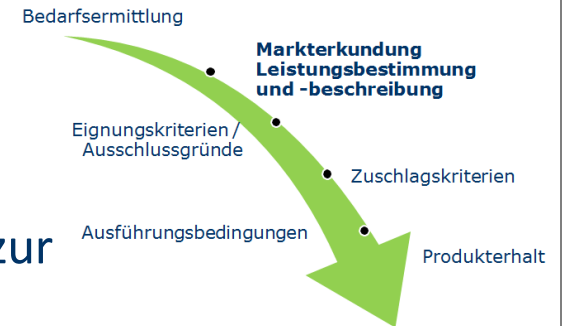 Bedarfsermittlung
Markterkundung
Leistungsbestimmung
und -beschreibung
Eignungskriterien /
Ausschlussgründe
Zuschlagskriterien
Ausführungsbedingungen
zur
Produkterhalt